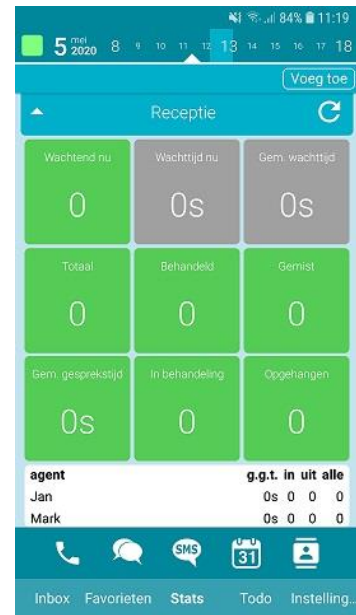 84% 11:19
5 mei 2020 8 9 10 11 12 13 14 15 16 17 18
Voeg toe
Receptie
Wachtend nu Wachttijd nu Gem. wachttijd
0 0s 0s
Totaal Behandeld Gemist
0 0 0
Gem. gesprekstijd In behandeling Opgehangen
0s 0 0
agent g.g.t. in uit alle
Jan 0s 0 0 0
Mark 0s 0 0 0
SMS 31
Inbox Favorieten Stats Todo Instelling...